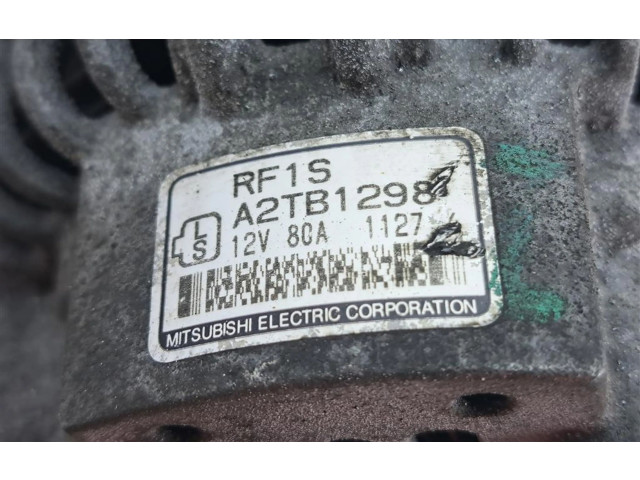 RF1S
A2TB1298
L
S
12V 80A 1127
MITSUBISHI ELECTRIC CORPORATION